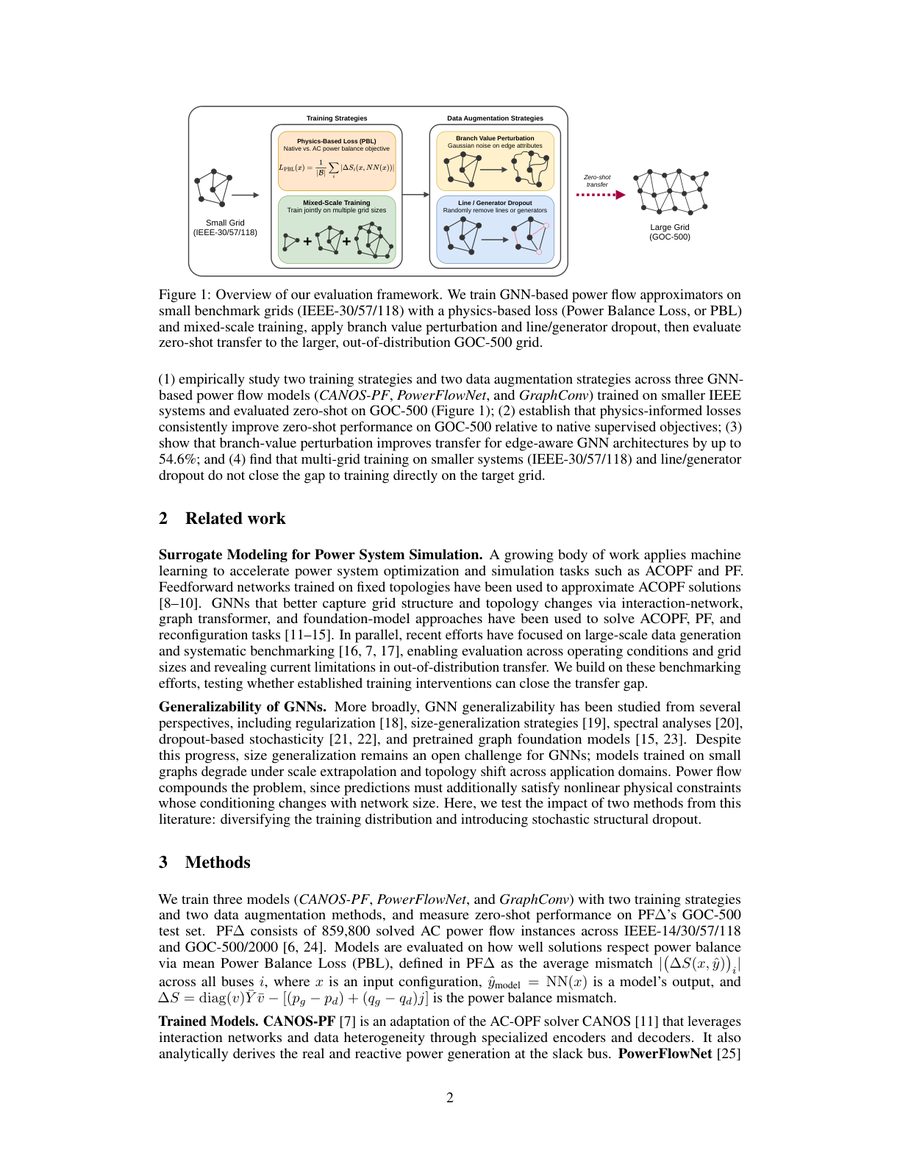 Training Strategies
Data Augmentation Strategies
Physics-Based Loss (PBL)
Native vs. AC power balance objective
L_PBL(x) = 1/|B| ∑_i |ΔS_i(x, NN(x))|
Mixed-Scale Training
Train jointly on multiple grid sizes
Branch Value Perturbation
Gaussian noise on edge attributes
Line / Generator Dropout
Randomly remove lines or generators
Small Grid
(IEEE-30/57/118)
Zero-shot
transfer
Large Grid
(GOC-500)
Figure 1: Overview of our evaluation framework. We train GNN-based power flow approximators on
small benchmark grids (IEEE-30/57/118) with a physics-based loss (Power Balance Loss, or PBL)
and mixed-scale training, apply branch value perturbation and line/generator dropout, then evaluate
zero-shot transfer to the larger, out-of-distribution GOC-500 grid.
(1) empirically study two training strategies and two data augmentation strategies across three GNN-
based power flow models (CANOS-PF, PowerFlowNet, and GraphConv) trained on smaller IEEE
systems and evaluated zero-shot on GOC-500 (Figure 1); (2) establish that physics-informed losses
consistently improve zero-shot performance on GOC-500 relative to native supervised objectives; (3)
show that branch-value perturbation improves transfer for edge-aware GNN architectures by up to
54.6%; and (4) find that multi-grid training on smaller systems (IEEE-30/57/118) and line/generator
dropout do not close the gap to training directly on the target grid.
2 Related work
Surrogate Modeling for Power System Simulation. A growing body of work applies machine
learning to accelerate power system optimization and simulation tasks such as ACOPF and PF.
Feedforward networks trained on fixed topologies have been used to approximate ACOPF solutions
[8–10]. GNNs that better capture grid structure and topology changes via interaction-network,
graph transformer, and foundation-model approaches have been used to solve ACOPF, PF, and
reconfiguration tasks [11–15]. In parallel, recent efforts have focused on large-scale data generation
and systematic benchmarking [16, 7, 17], enabling evaluation across operating conditions and grid
sizes and revealing current limitations in out-of-distribution transfer. We build on these benchmarking
efforts, testing whether established training interventions can close the transfer gap.
Generalizability of GNNs. More broadly, GNN generalizability has been studied from several
perspectives, including regularization [18], size-generalization strategies [19], spectral analyses [20],
dropout-based stochasticity [21, 22], and pretrained graph foundation models [15, 23]. Despite
this progress, size generalization remains an open challenge for GNNs; models trained on small
graphs degrade under scale extrapolation and topology shift across application domains. Power flow
compounds the problem, since predictions must additionally satisfy nonlinear physical constraints
whose conditioning changes with network size. Here, we test the impact of two methods from this
literature: diversifying the training distribution and introducing stochastic structural dropout.
3 Methods
We train three models (CANOS-PF, PowerFlowNet, and GraphConv) with two training strategies
and two data augmentation methods, and measure zero-shot performance on PFΔ's GOC-500
test set. PFΔ consists of 859,800 solved AC power flow instances across IEEE-14/30/57/118
and GOC-500/2000 [6, 24]. Models are evaluated on how well solutions respect power balance
via mean Power Balance Loss (PBL), defined in PFΔ as the average mismatch |(ΔS(x, ŷ))_i|
across all buses i, where x is an input configuration, ŷ_model = NN(x) is a model's output, and
ΔS = diag(v)Ȳv̄ − [(p_g − p_d) + (q_g − q_d)j] is the power balance mismatch.
Trained Models. CANOS-PF [7] is an adaptation of the AC-OPF solver CANOS [11] that leverages
interaction networks and data heterogeneity through specialized encoders and decoders. It also
analytically derives the real and reactive power generation at the slack bus. PowerFlowNet [25]
2